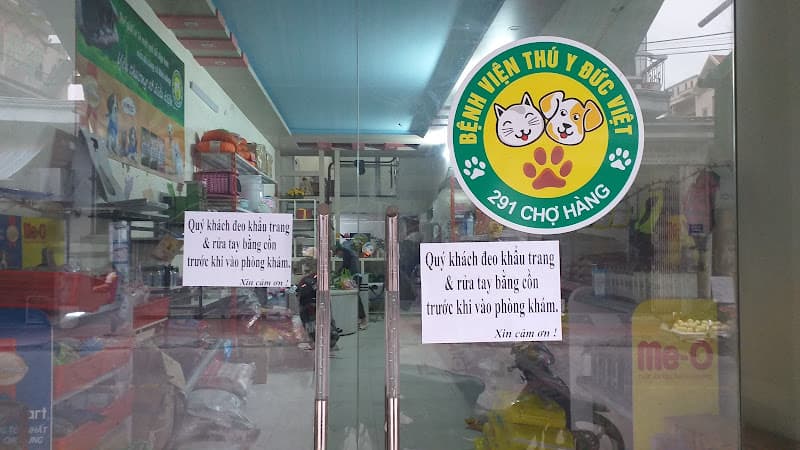 BỆNH VIỆN THÚ Y ĐỨC VIỆT
291 CHỢ HÀNG
Quý khách đeo khẩu trang
& rửa tay bằng cồn
trước khi vào phòng khám.
Xin cảm ơn !
Quý khách đeo khẩu trang
& rửa tay bằng cồn
trước khi vào phòng khám.
Xin cảm ơn !
Me-O
Me-O